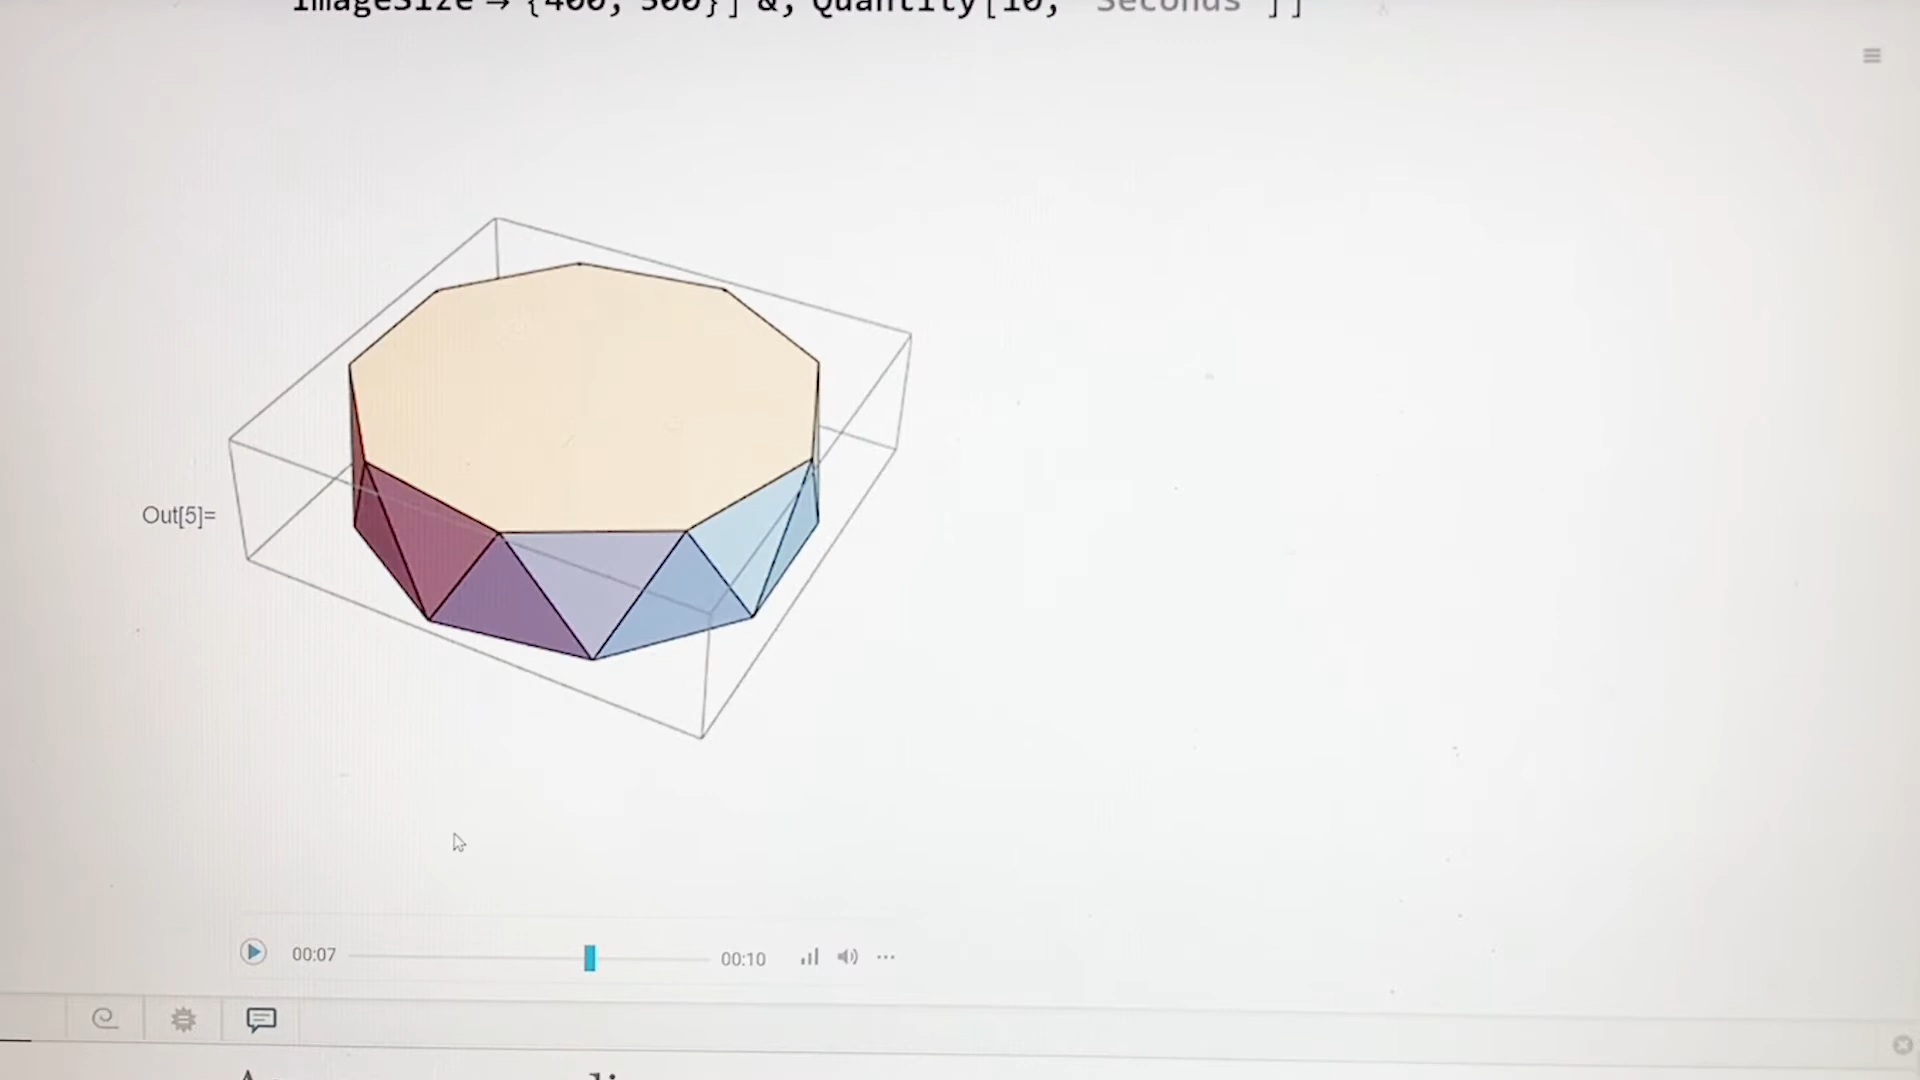 ImageSize → {400, 300}] &, Quantity[10, "Seconds"]]
Out[5]=
00:07
00:10